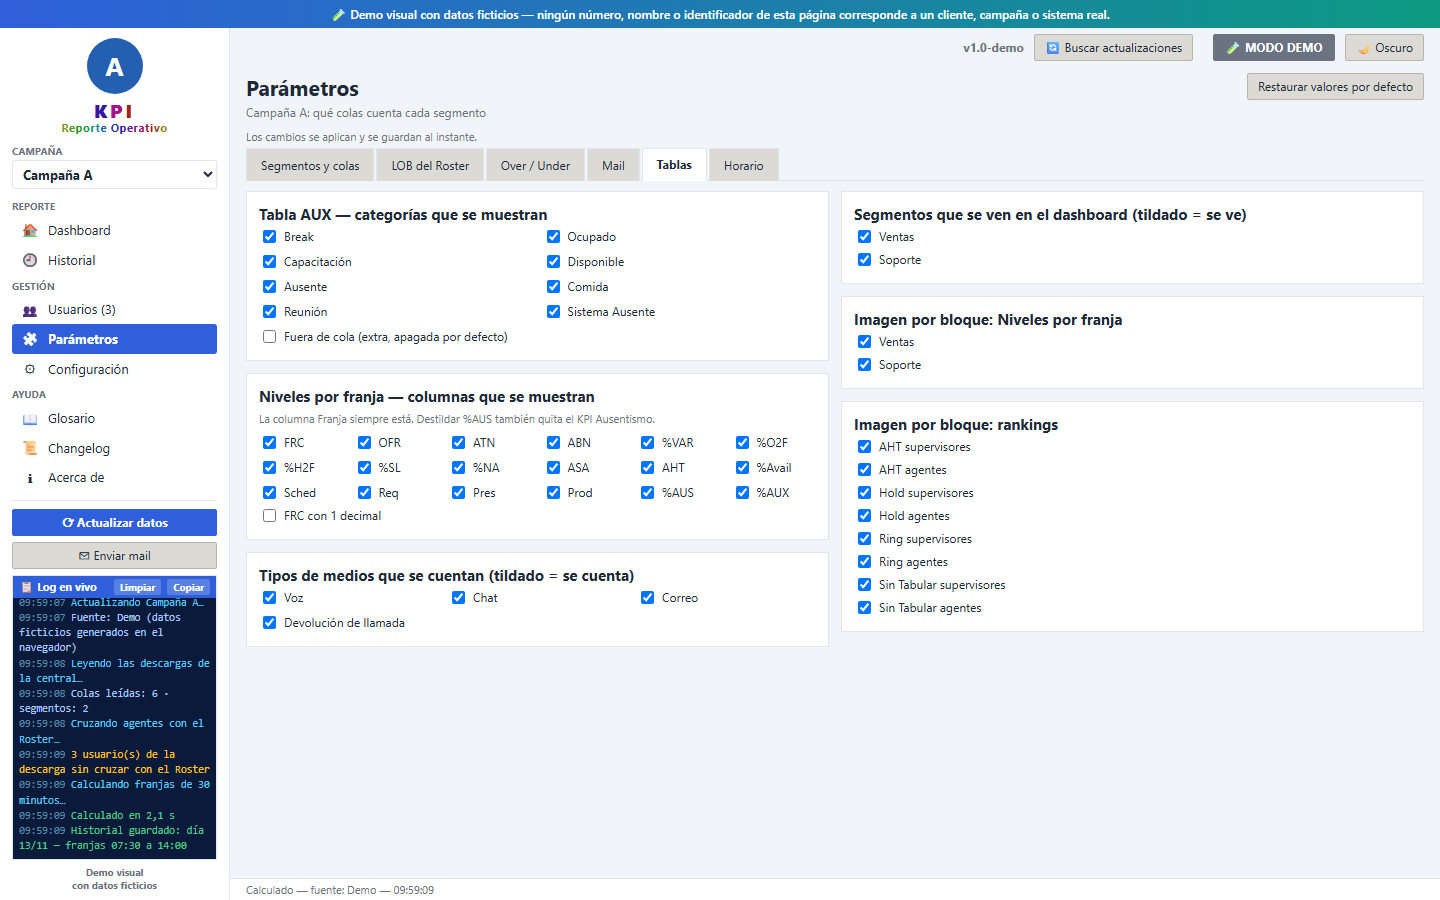 Demo visual con datos ficticios — ningún número, nombre o identificador de esta página corresponde a un cliente, campaña o sistema real.
A
KPI
Reporte Operativo
CAMPAÑA
Campaña A
REPORTE
Dashboard
Historial
GESTIÓN
Usuarios (3)
Parámetros
Configuración
AYUDA
Glosario
Changelog
Acerca de
Actualizar datos
Enviar mail
Log en vivo
Limpiar
Copiar
09:59:07 Actualizando Campaña A…
09:59:07 Fuente: Demo (datos
ficticios generados en el
navegador)
09:59:08 Leyendo las descargas de
la central…
09:59:08 Colas leídas: 6 ·
segmentos: 2
09:59:08 Cruzando agentes con el
Roster…
09:59:09 3 usuario(s) de la
descarga sin cruzar con el Roster
09:59:09 Calculando franjas de 30
minutos…
09:59:09 Calculado en 2,1 s
09:59:09 Historial guardado: día
13/11 — franjas 07:30 a 14:00
Demo visual
con datos ficticios
v1.0-demo
Buscar actualizaciones
MODO DEMO
Oscuro
Parámetros
Restaurar valores por defecto
Campaña A: qué colas cuenta cada segmento
Los cambios se aplican y se guardan al instante.
Segmentos y colas
LOB del Roster
Over / Under
Mail
Tablas
Horario
Tabla AUX — categorías que se muestran
Break
Ocupado
Capacitación
Disponible
Ausente
Comida
Reunión
Sistema Ausente
Fuera de cola (extra, apagada por defecto)
Niveles por franja — columnas que se muestran
La columna Franja siempre está. Destildar %AUS también quita el KPI Ausentismo.
FRC
OFR
ATN
ABN
%VAR
%O2F
%H2F
%SL
%NA
ASA
AHT
%Avail
Sched
Req
Pres
Prod
%AUS
%AUX
FRC con 1 decimal
Tipos de medios que se cuentan (tildado = se cuenta)
Voz
Chat
Correo
Devolución de llamada
Segmentos que se ven en el dashboard (tildado = se ve)
Ventas
Soporte
Imagen por bloque: Niveles por franja
Ventas
Soporte
Imagen por bloque: rankings
AHT supervisores
AHT agentes
Hold supervisores
Hold agentes
Ring supervisores
Ring agentes
Sin Tabular supervisores
Sin Tabular agentes
Calculado — fuente: Demo — 09:59:09